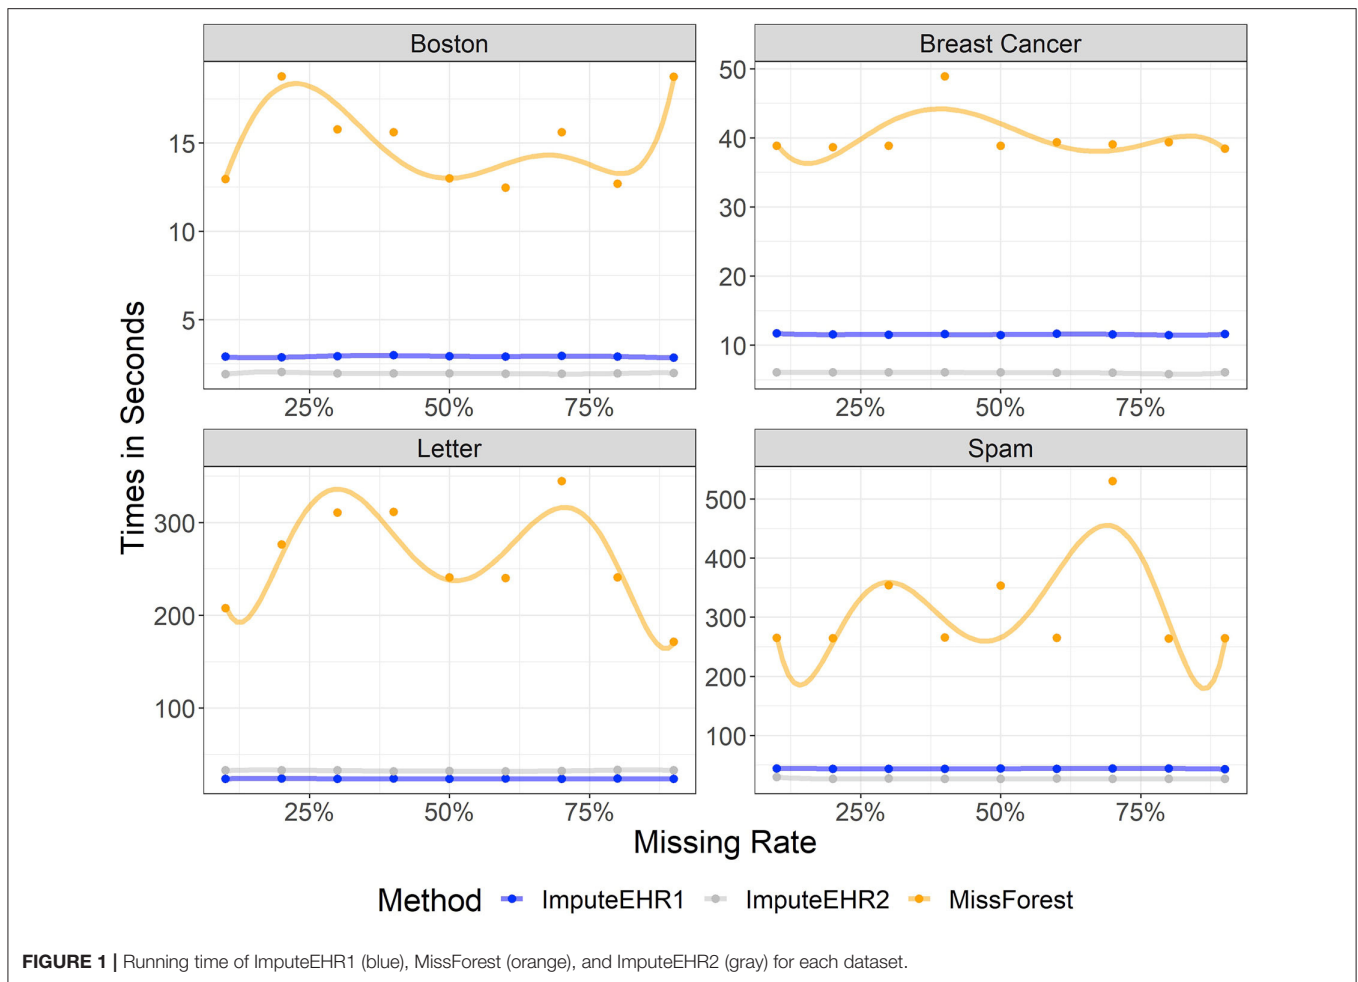 Boston
Breast Cancer
15
10
5
50
40
30
20
10
25% 50% 75%
25% 50% 75%
Letter
Spam
300
200
100
500
400
300
200
100
25% 50% 75%
25% 50% 75%
Times in Seconds
Missing Rate
Method ImputeEHR1 ImputeEHR2 MissForest
FIGURE 1 | Running time of ImputeEHR1 (blue), MissForest (orange), and ImputeEHR2 (gray) for each dataset.